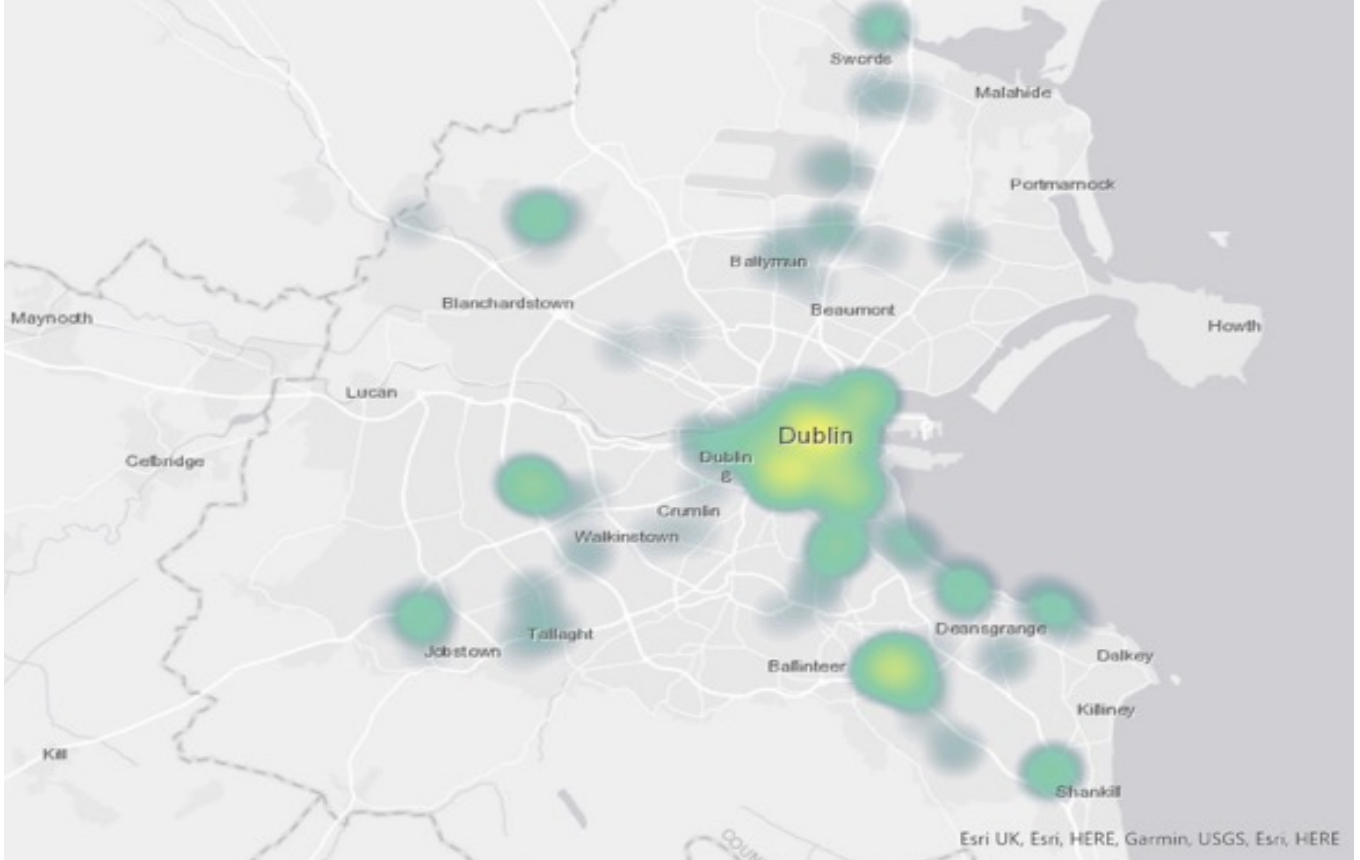 Swords
Malahide
Portmarnock
Ballymun
Blanchardstown
Beaumont
Maynooth
Howth
Lucan
Dublin
Dublin
8
Celbridge
Crumlin
Walkinstown
Deansgrange
Tallaght
Jobstown
Dalkey
Ballinteer
Killiney
Kill
Shankill
Esri UK, Esri, HERE, Garmin, USGS, Esri, HERE